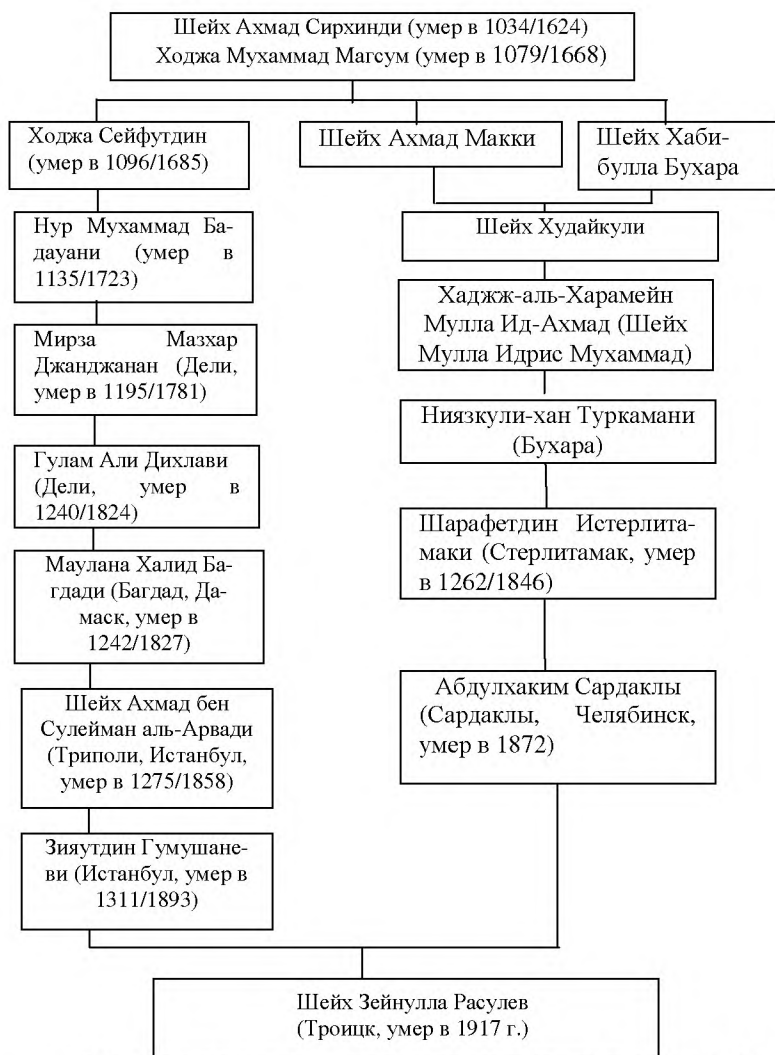 Шейх Ахмад Сирхинди (умер в 1034/1624)
Ходжа Мухаммад Магсум (умер в 1079/1668)
Ходжа Сейфутдин
(умер в 1096/1685)
Шейх Ахмад Макки
Шейх Хаби-
булла Бухара
Нур Мухаммад Ба-
дауани (умер в
1135/1723)
Мирза Мазхар
Джанджанан (Дели,
умер в 1195/1781)
Гулам Али Дихлави
(Дели, умер в
1240/1824)
Маулана Халид Ба-
гдади (Багдад, Да-
маск, умер в
1242/1827)
Шейх Ахмад бен
Сулейман аль-Арвади
(Триполи, Истанбул,
умер в 1275/1858)
Зияутдин Гумушане-
ви (Истанбул, умер в
1311/1893)
Шейх Худайкули
Хаджж-аль-Харамейн
Мулла Ид-Ахмад (Шейх
Мулла Идрис Мухаммад)
Ниязкули-хан Туркамани
(Бухара)
Шарафетдин Истерлита-
маки (Стерлитамак, умер
в 1262/1846)
Абдулхаким Сардаклы
(Сардаклы, Челябинск,
умер в 1872)
Шейх Зейнулла Расулев
(Троицк, умер в 1917 г.)